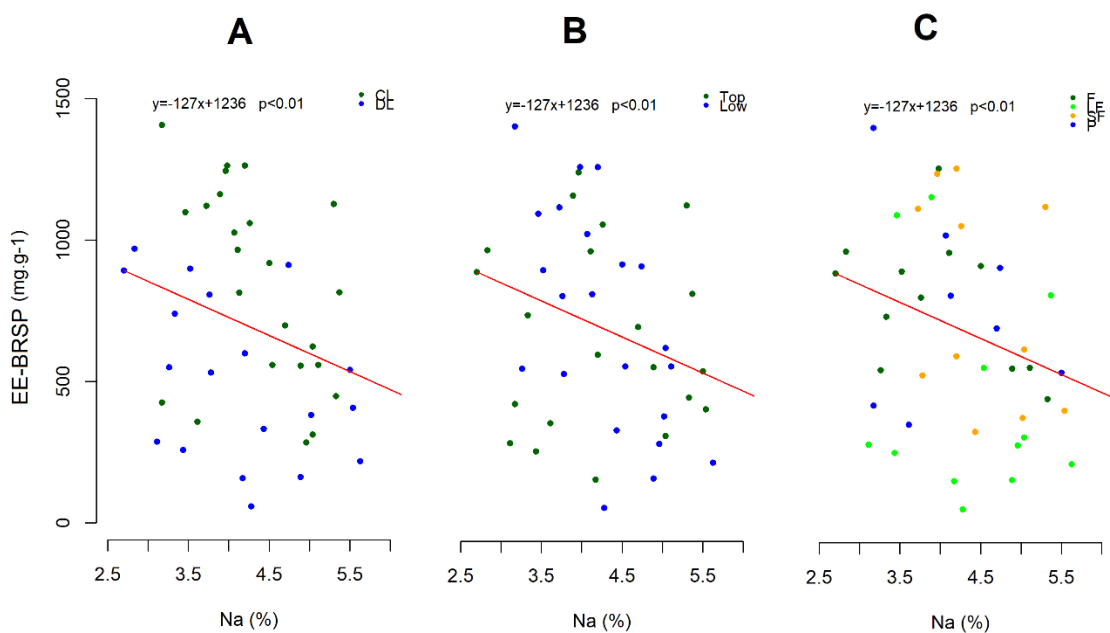 A
B
C
y=-127x+1236 p<0.01
CL
DL
y=-127x+1236 p<0.01
Top
Low
y=-127x+1236 p<0.01
F
LF
SF
P
EE-BRSP (mg.g-1)
1500
1000
500
0
2.5 3.5 4.5 5.5
2.5 3.5 4.5 5.5
2.5 3.5 4.5 5.5
Na (%)
Na (%)
Na (%)